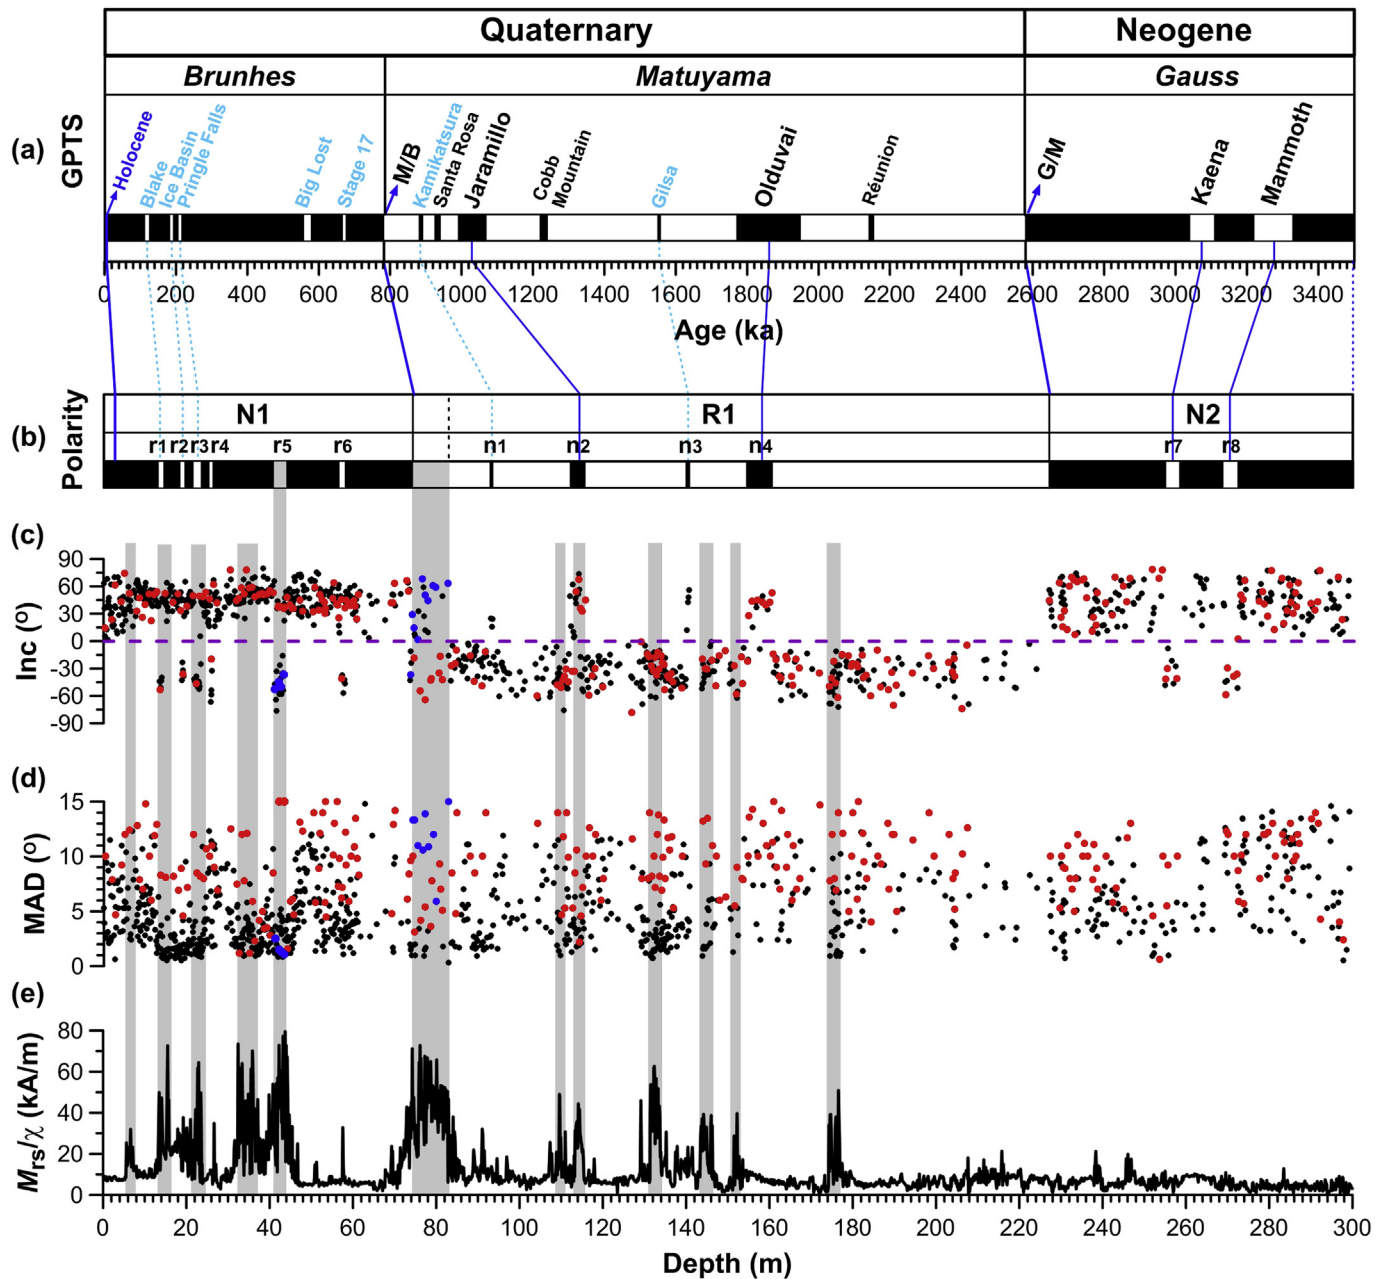 Quaternary Neogene
Brunhes Matuyama Gauss
(a) GPTS
Holocene Blake Ice Basin Pringle Falls Big Lost Stage 17 M/B Kamikatsura Santa Rosa Jaramillo Cobb Mountain Gilsa Olduvai Réunion G/M Kaena Mammoth
0 200 400 600 800 1000 1200 1400 1600 1800 2000 2200 2400 2600 2800 3000 3200 3400
Age (ka)
(b) Polarity
N1 R1 N2
r1 r2 r3 r4 r5 r6 n1 n2 n3 n4 r7 r8
(c)
Inc (º)
90
60
30
0
-30
-60
-90
(d)
MAD (º)
15
10
5
0
(e)
Mrs/χ (kA/m)
80
60
40
20
0
0 20 40 60 80 100 120 140 160 180 200 220 240 260 280 300
Depth (m)